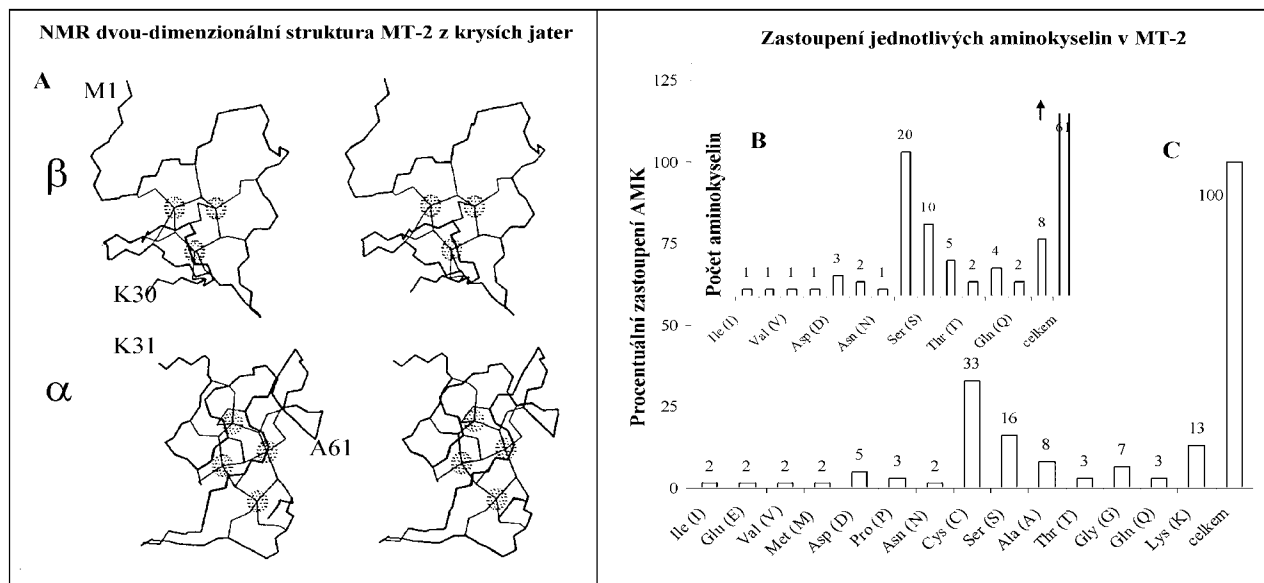 NMR dvou-dimenzionální struktura MT-2 z krysích jater
A
M1
β
K30
K31
α
A61
Zastoupení jednotlivých aminokyselin v MT-2
Procentuální zastoupení AMK
125
100
75
50
25
0
B
Počet aminokyselin
1 1 1 1 3 2 1 20 10 5 2 4 2 8 61
Ile (I) Val (V) Asp (D) Asn (N) Ser (S) Thr (T) Gln (Q) celkem
C
2 2 2 2 5 3 2 33 16 8 3 7 3 13 100
Ile (I) Glu (E) Val (V) Met (M) Asp (D) Pro (P) Asn (N) Cys (C) Ser (S) Ala (A) Thr (T) Gly (G) Gln (Q) Lys (K) celkem